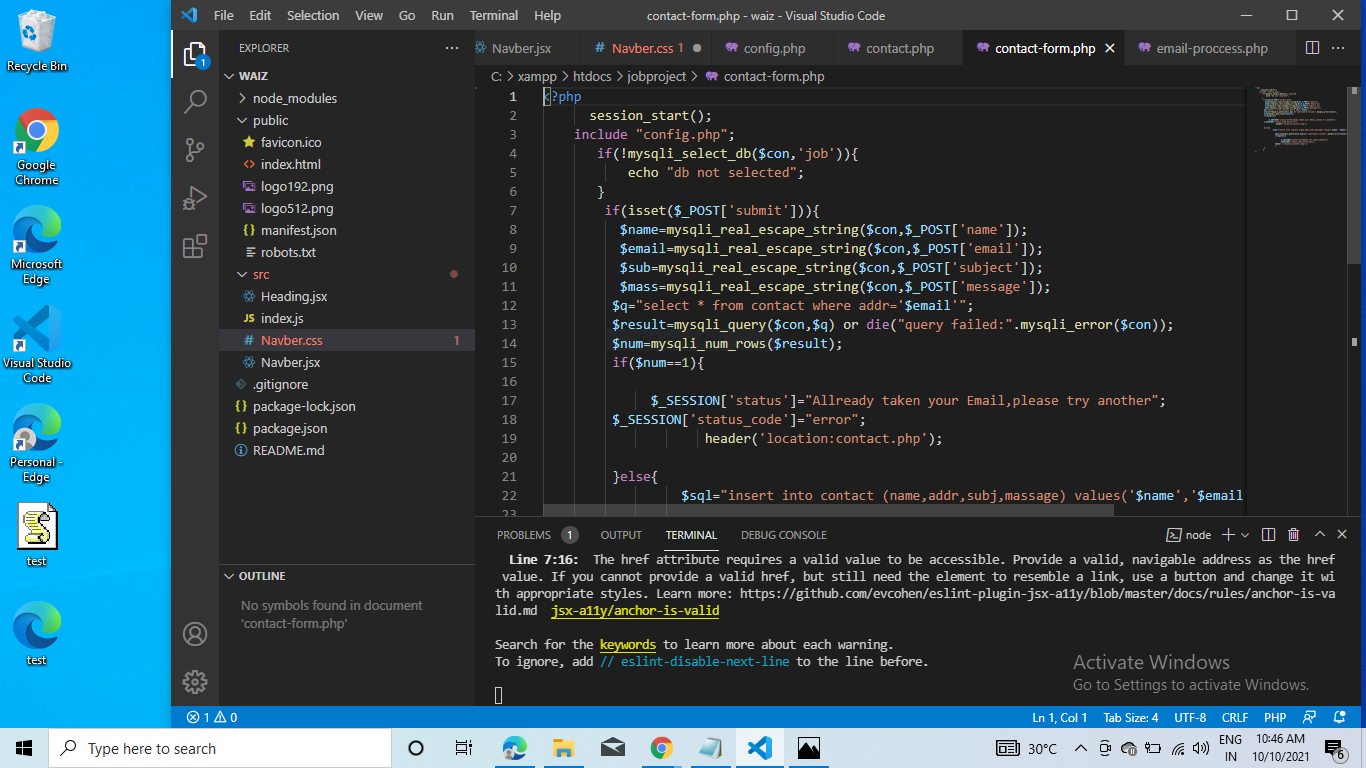 Recycle Bin
Google
Chrome
Microsoft
Edge
Visual Studio
Code
Personal -
Edge
test
test
File Edit Selection View Go Run Terminal Help
contact-form.php - waiz - Visual Studio Code
1
EXPLORER
WAIZ
node_modules
public
favicon.ico
index.html
logo192.png
logo512.png
manifest.json
robots.txt
src
Heading.jsx
index.js
Navber.css 1
Navber.jsx
.gitignore
package-lock.json
package.json
README.md
OUTLINE
No symbols found in document
'contact-form.php'
Navber.jsx
Navber.css 1
config.php
contact.php
contact-form.php
email-proccess.php
C: > xampp > htdocs > jobproject > contact-form.php
1 <?php
2 session_start();
3 include "config.php";
4 if(!mysqli_select_db($con,'job')){
5 echo "db not selected";
6 }
7 if(isset($_POST['submit'])){
8 $name=mysqli_real_escape_string($con,$_POST['name']);
9 $email=mysqli_real_escape_string($con,$_POST['email']);
10 $sub=mysqli_real_escape_string($con,$_POST['subject']);
11 $mass=mysqli_real_escape_string($con,$_POST['message']);
12 $q="select * from contact where addr='$email'";
13 $result=mysqli_query($con,$q) or die("query failed:".mysqli_error($con));
14 $num=mysqli_num_rows($result);
15 if($num==1){
16
17 $_SESSION['status']="Allready taken your Email,please try another";
18 $_SESSION['status_code']="error";
19 header('location:contact.php');
20
21 }else{
22 $sql="insert into contact (name,addr,subj,massage) values('$name','$email'
23
PROBLEMS 1 OUTPUT TERMINAL DEBUG CONSOLE
node
Line 7:16: The href attribute requires a valid value to be accessible. Provide a valid, navigable address as the href
value. If you cannot provide a valid href, but still need the element to resemble a link, use a button and change it wi
th appropriate styles. Learn more: https://github.com/evcohen/eslint-plugin-jsx-a11y/blob/master/docs/rules/anchor-is-va
lid.md jsx-a11y/anchor-is-valid
Search for the keywords to learn more about each warning.
To ignore, add // eslint-disable-next-line to the line before.
Activate Windows
Go to Settings to activate Windows.
1 0
Ln 1, Col 1 Tab Size: 4 UTF-8 CRLF PHP
Type here to search
30°C
ENG
IN
10:46 AM
10/10/2021
6